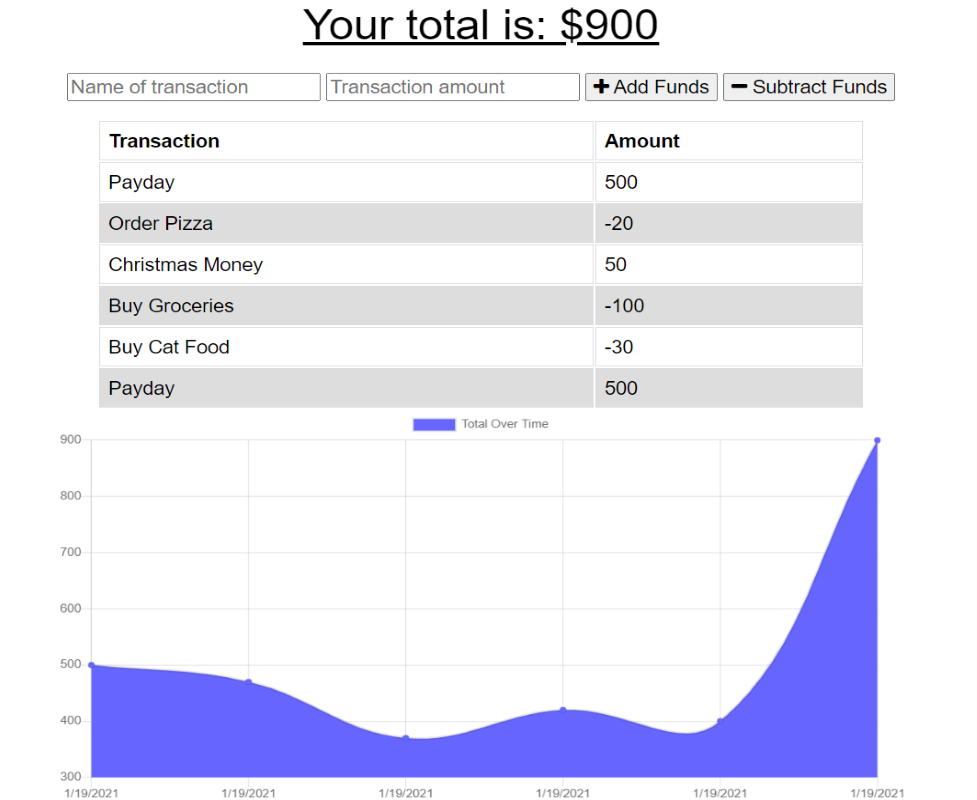 Your total is: $900
Name of transaction Transaction amount + Add Funds − Subtract Funds
Transaction Amount
Payday 500
Order Pizza -20
Christmas Money 50
Buy Groceries -100
Buy Cat Food -30
Payday 500
Total Over Time
900
800
700
600
500
400
300
1/19/2021 1/19/2021 1/19/2021 1/19/2021 1/19/2021 1/19/2021